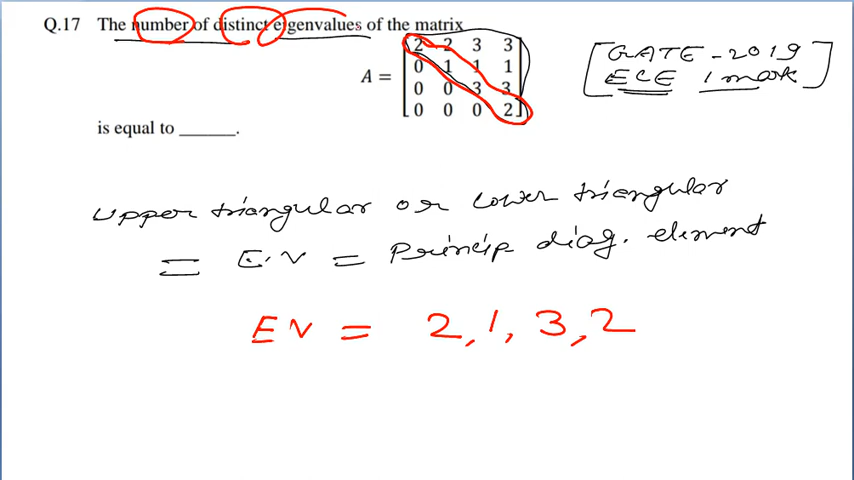 Q.17 The number of distinct eigenvalues of the matrix
2 2 3 3
A = 0 1 1 1
0 0 3 3
0 0 0 2
is equal to ______.
[GATE - 2019
ECE 1 mark]
Upper triangular or lower triangular
= E.V = Princip diag. element
EV = 2, 1, 3, 2